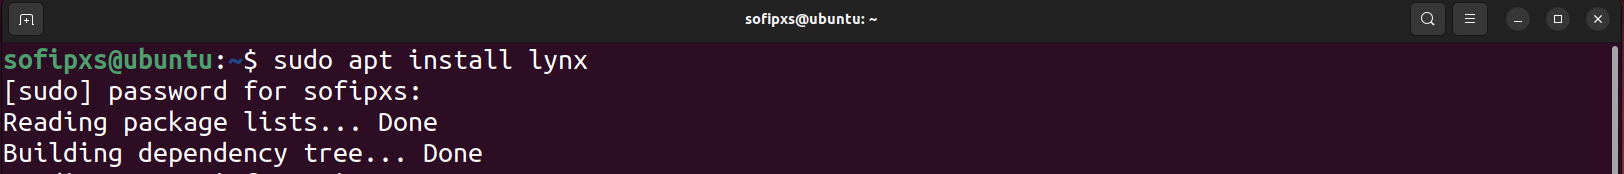 sofipxs@ubuntu: ~
sofipxs@ubuntu:~$ sudo apt install lynx
[sudo] password for sofipxs:
Reading package lists... Done
Building dependency tree... Done